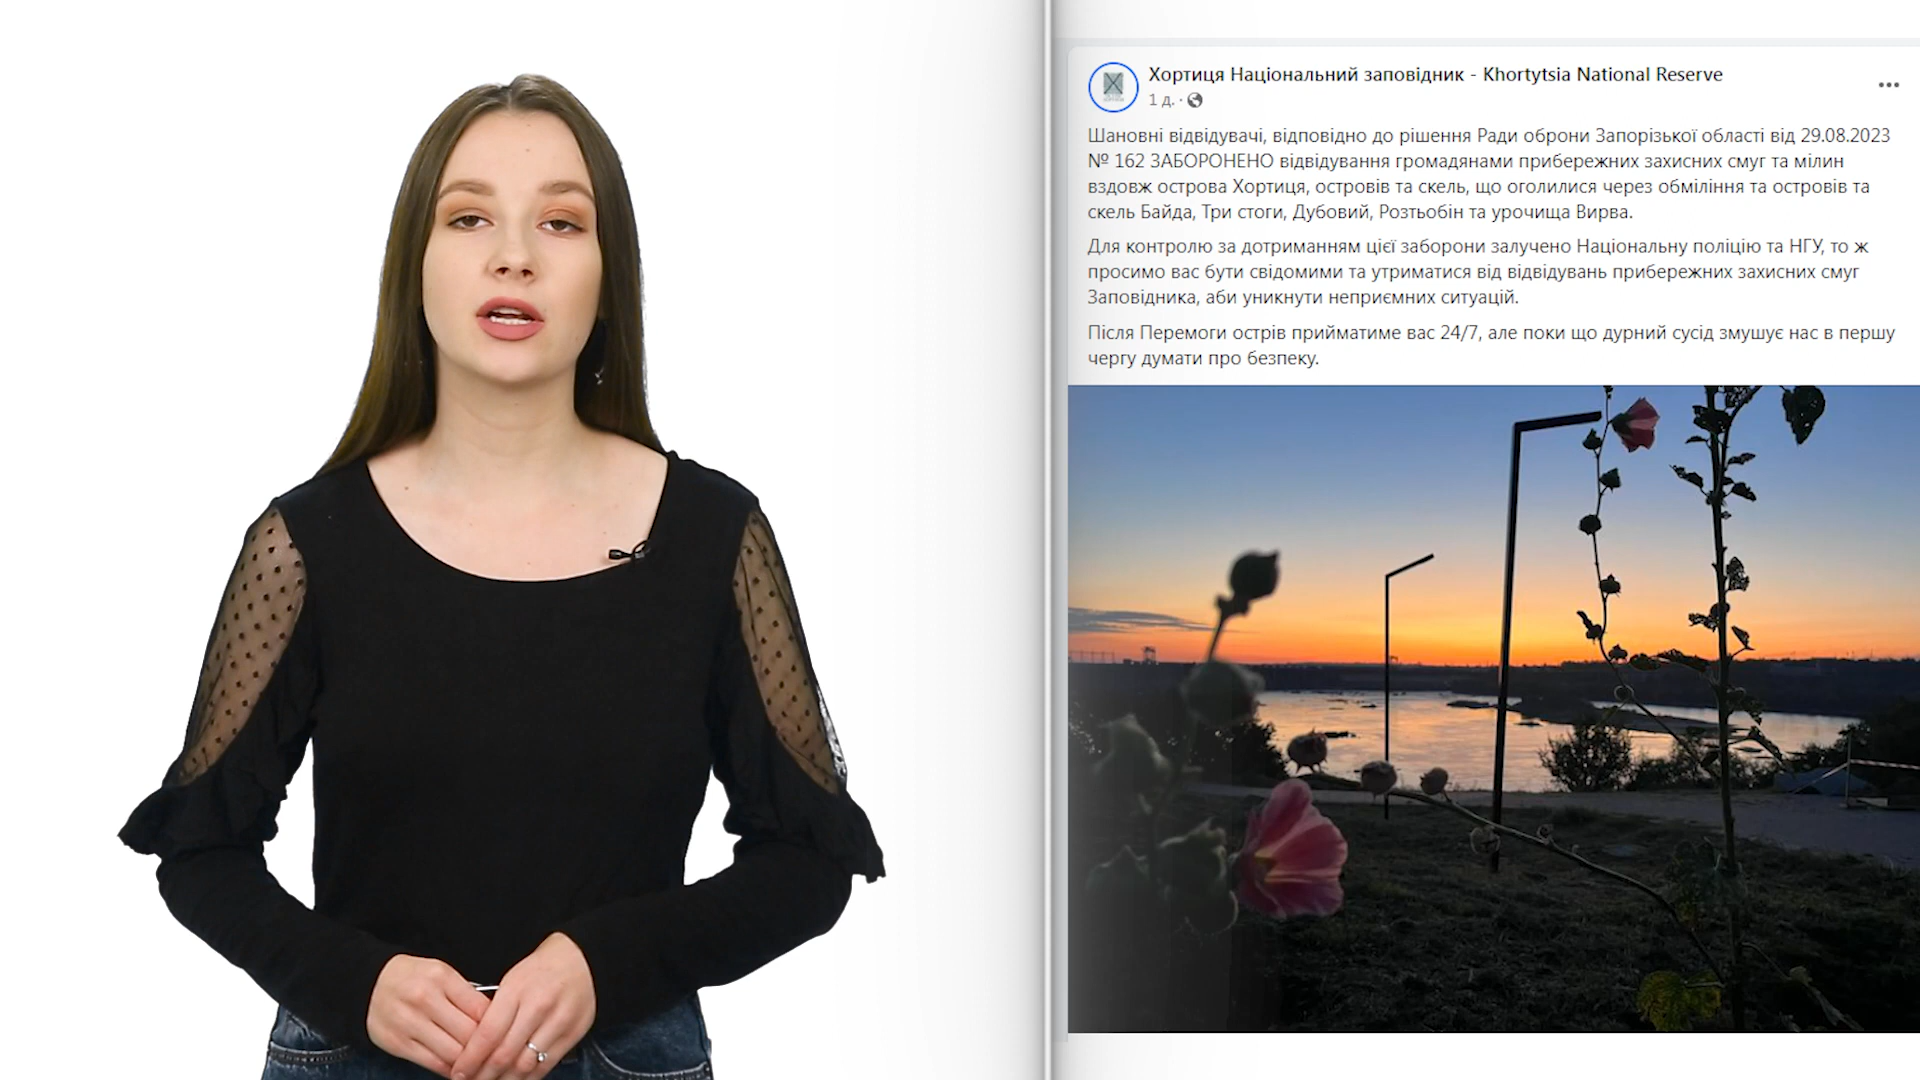 Хортиця Національний заповідник - Khortytsia National Reserve
1 д. ·
Шановні відвідувачі, відповідно до рішення Ради оброни Запорізької області від 29.08.2023
№ 162 ЗАБОРОНЕНО відвідування громадянами прибережних захисних смуг та мілин
вздовж острова Хортиця, островів та скель, що оголилися через обміління та островів та
скель Байда, Три стоги, Дубовий, Розтьобін та урочища Вирва.
Для контролю за дотриманням цієї заборони залучено Національну поліцію та НГУ, то ж
просимо вас бути свідомими та утриматися від відвідувань прибережних захисних смуг
Заповідника, аби уникнути неприємних ситуацій.
Після Перемоги острів прийматиме вас 24/7, але поки що дурний сусід змушує нас в першу
чергу думати про безпеку.